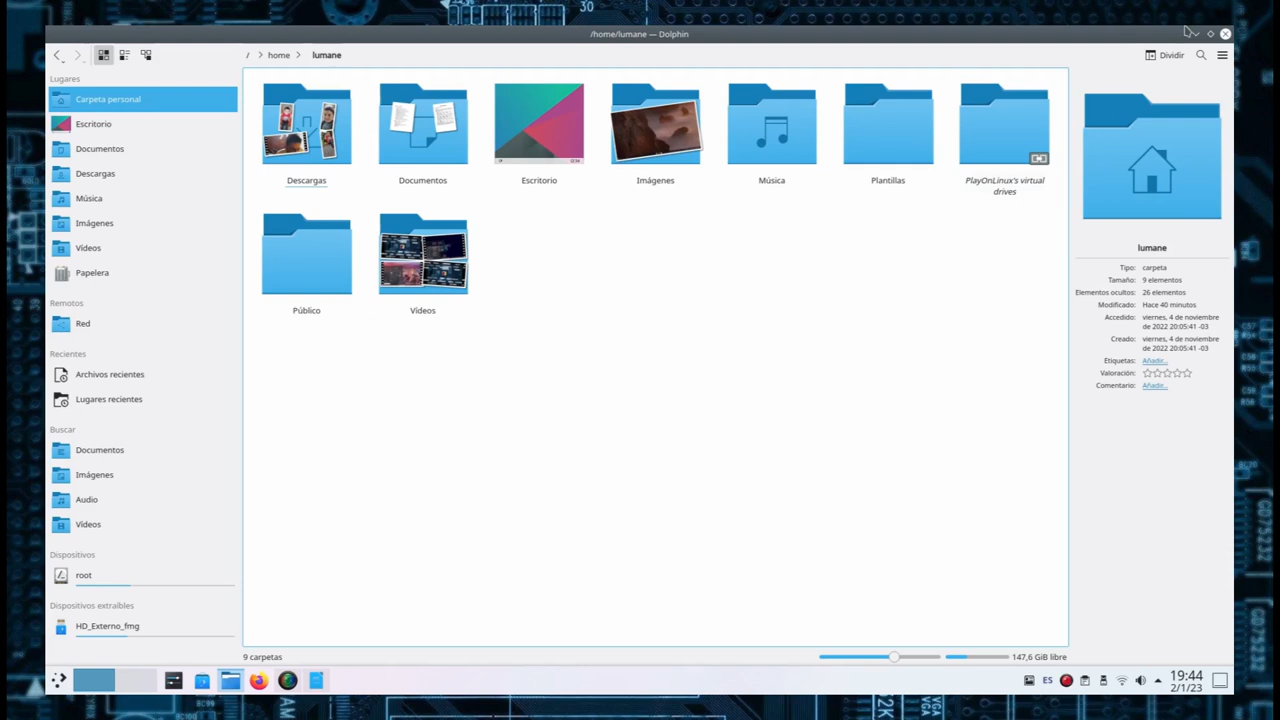 /home/lumane — Dolphin
/ > home > lumane
Dividir
Lugares
Carpeta personal
Escritorio
Documentos
Descargas
Música
Imágenes
Vídeos
Papelera
Remotos
Red
Recientes
Archivos recientes
Lugares recientes
Buscar
Documentos
Imágenes
Audio
Vídeos
Dispositivos
root
Dispositivos extraíbles
HD_Externo_fmg
Descargas
Documentos
Escritorio
Imágenes
Música
Plantillas
PlayOnLinux's virtual
drives
Público
Vídeos
lumane
Tipo: carpeta
Tamaño: 9 elementos
Elementos ocultos: 26 elementos
Modificado: Hace 40 minutos
Accedido: viernes, 4 de noviembre
de 2022 20:05:41 -03
Creado: viernes, 4 de noviembre
de 2022 20:05:41 -03
Etiquetas: Añadir...
Valoración:
Comentario: Añadir...
9 carpetas
147,6 GiB libre
ES
19:44
2/1/23
30